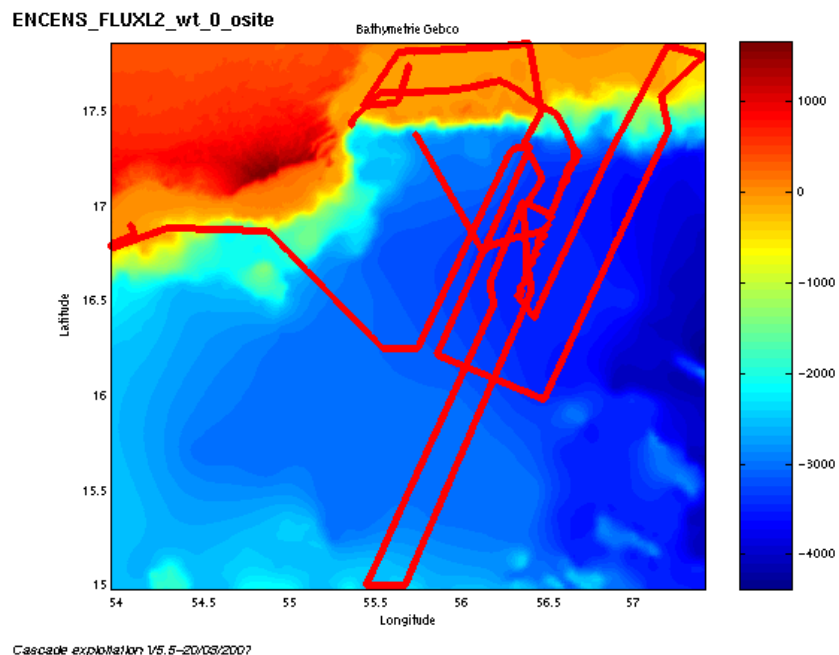 ENCENS_FLUXL2_wt_0_osite
Bathymetrie Gebco
17.5
17
16.5
16
15.5
15
Latitude
54 54.5 55 55.5 56 56.5 57
Longitude
1000
0
−1000
−2000
−3000
−4000
Cascade exploitation V5.5−20/03/2007